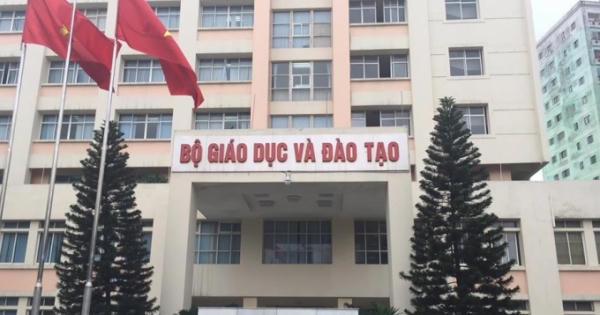 BỘ GIÁO DỤC VÀ ĐÀO TẠO